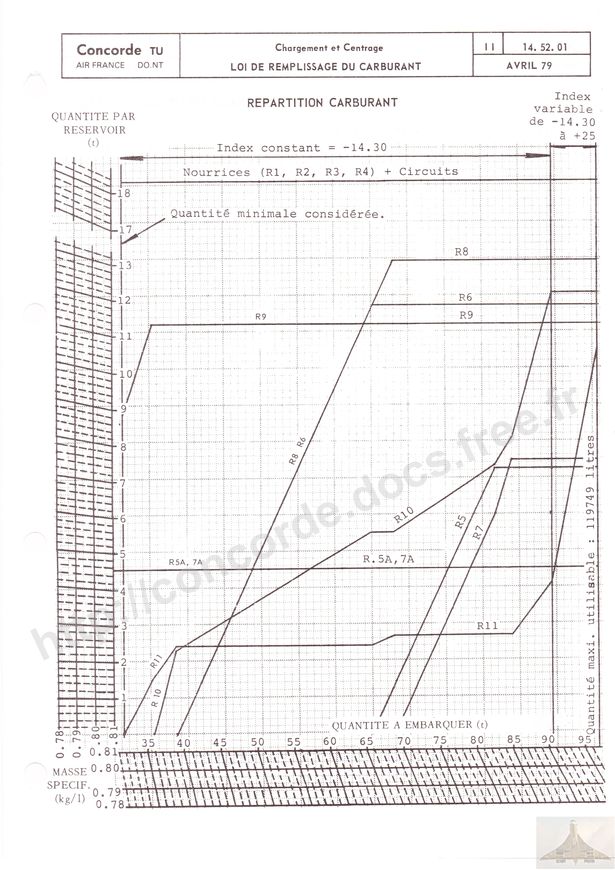 Concorde TU
AIR FRANCE DO.NT
Chargement et Centrage
LOI DE REMPLISSAGE DU CARBURANT
11
14. 52. 01
AVRIL 79
REPARTITION CARBURANT
QUANTITE PAR
RESERVOIR
(t)
Index
variable
de -14.30
à +25
Index constant = -14.30
Nourrices (R1, R2, R3, R4) + Circuits
Quantité minimale considérée.
18
17
13
12
11
10
9
8
7
6
5
4
3
2
1
R8
R6
R9
R9
R8 R6
R10
R5
R7
R5A, 7A
R.5A,7A
R11
R11
R10
Quantité maxi. utilisable : 119749 litres
http://concorde.docs.free.fr
QUANTITE A EMBARQUER (t)
35 40 45 50 55 60 65 70 75 80 85 90 95
0.78
0.79
0.80
0.81
0.80
0.79
0.78
MASSE
SPECIF.
(kg/l)